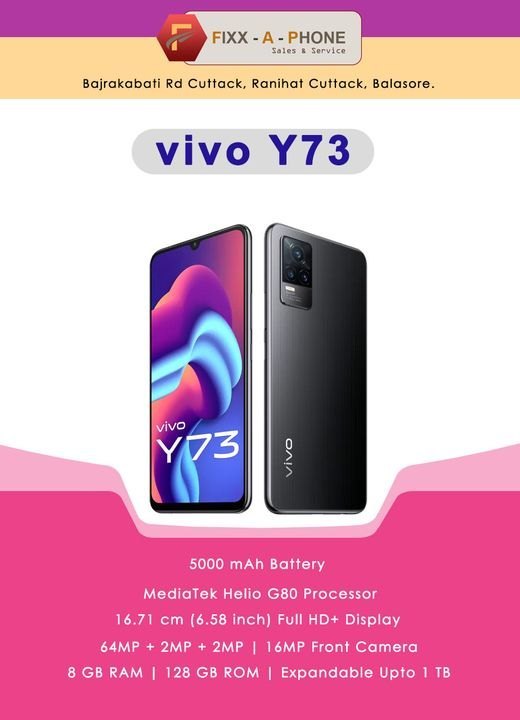 FIXX - A - PHONE
Sales & Service
Bajrakabati Rd Cuttack, Ranihat Cuttack, Balasore.
vivo Y73
vivo
Y73
vivo
5000 mAh Battery
MediaTek Helio G80 Processor
16.71 cm (6.58 inch) Full HD+ Display
64MP + 2MP + 2MP | 16MP Front Camera
8 GB RAM | 128 GB ROM | Expandable Upto 1 TB